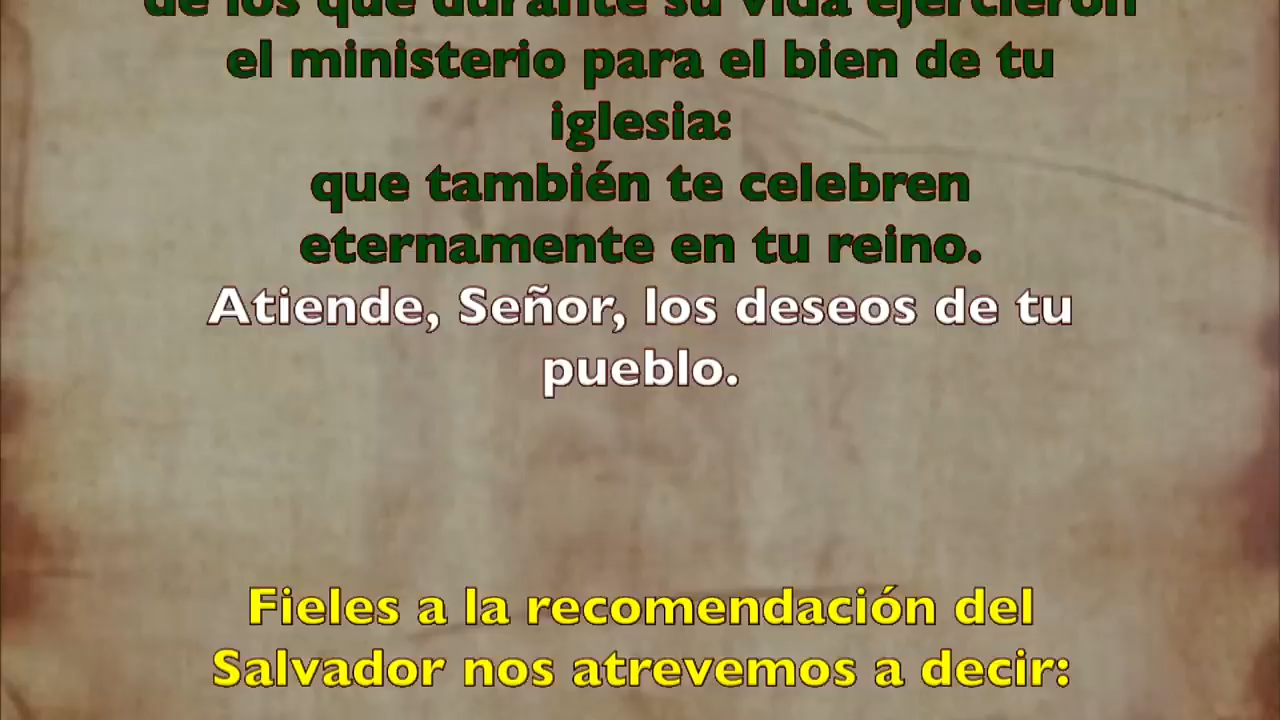 de los que durante su vida ejercieron
el ministerio para el bien de tu
iglesia:
que también te celebren
eternamente en tu reino.
Atiende, Señor, los deseos de tu
pueblo.
Fieles a la recomendación del
Salvador nos atrevemos a decir: